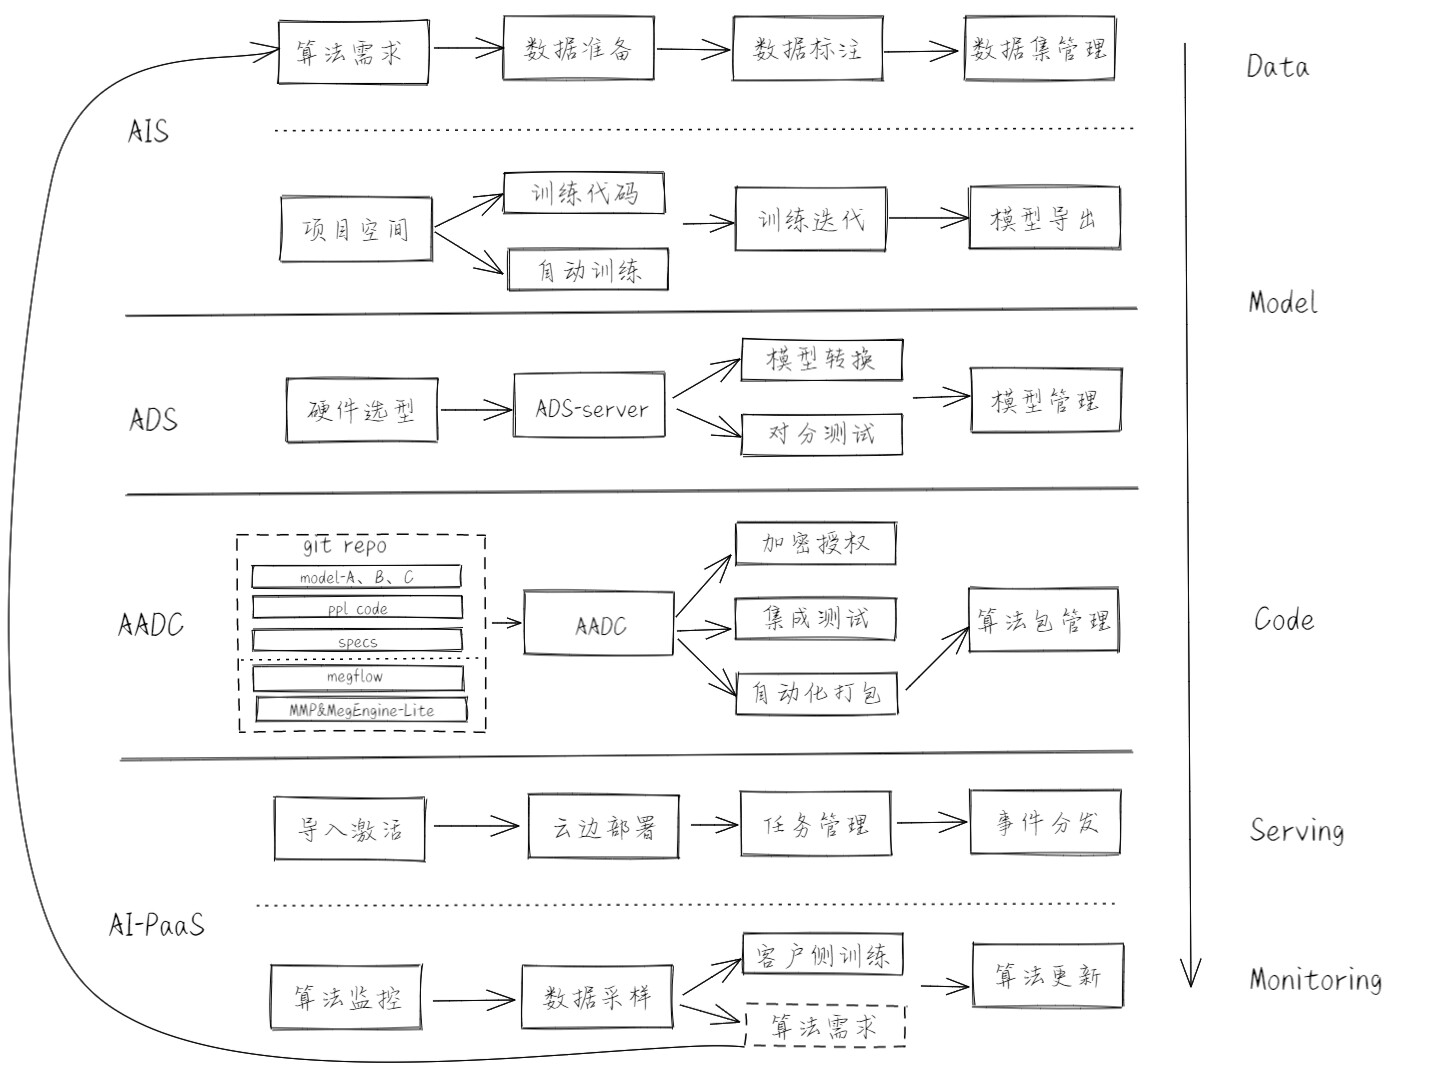 算法需求
数据准备
数据标注
数据集管理
Data
AIS
项目空间
训练代码
自动训练
训练迭代
模型导出
Model
ADS
硬件选型
ADS-server
模型转换
对分测试
模型管理
AADC
git repo
model-A、B、C
ppl code
specs
megflow
MMP&MegEngine-Lite
AADC
加密授权
集成测试
自动化打包
算法包管理
Code
导入激活
云边部署
任务管理
事件分发
Serving
AI-PaaS
算法监控
数据采样
客户侧训练
算法需求
算法更新
Monitoring